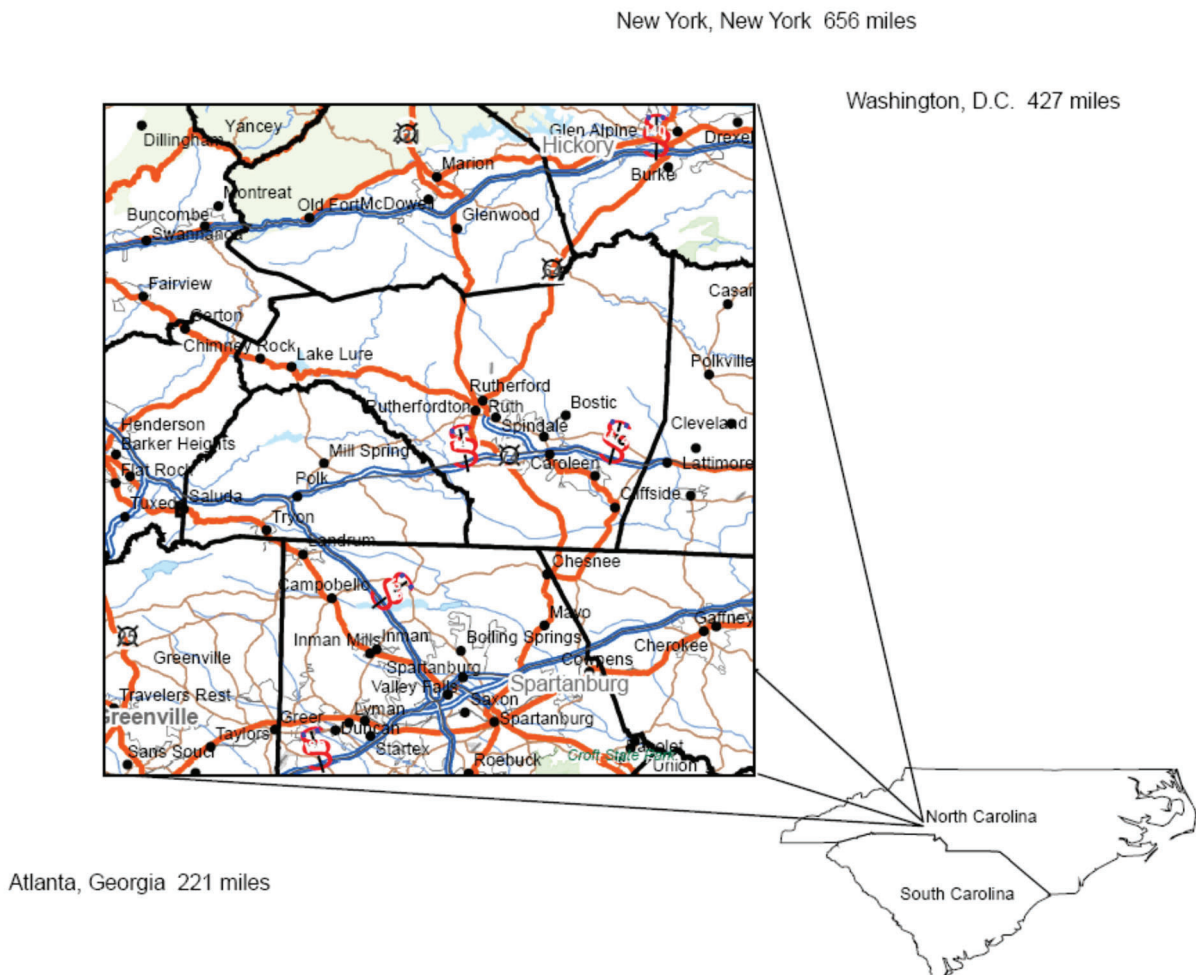 New York, New York 656 miles
Washington, D.C. 427 miles
Dillingham
Yancey
Glen Alpine
Drexel
Hickory
Marion
Burke
Montreat
Old Fort
McDowell
Buncombe
Glenwood
Swannanoa
Fairview
Casar
Gerton
Chimney Rock
Lake Lure
Polkville
Rutherford
Rutherfordton
Ruth
Bostic
Spindale
Cleveland
Henderson
Barker Heights
Mill Spring
Caroleen
Lattimore
Flat Rock
Polk
Saluda
Cliffside
Tuxedo
Tryon
Landrum
Chesnee
Campobello
Mayo
Gaffney
Inman Mills
Inman
Boiling Springs
Cherokee
Greenville
Spartanburg
Cowpens
Valley Falls
Spartanburg
Travelers Rest
Saxon
Greenville
Greer
Lyman
Spartanburg
Taylors
Duncan
Startex
Sans Souci
Roebuck
Croft State Park
Pacolet
Union
North Carolina
South Carolina
Atlanta, Georgia 221 miles